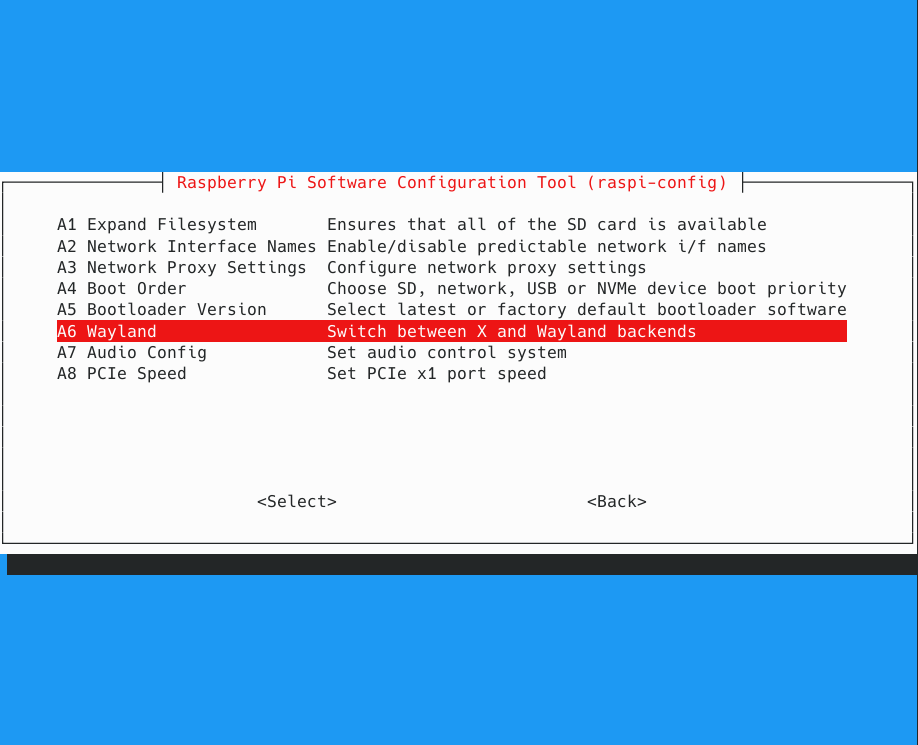 Raspberry Pi Software Configuration Tool (raspi-config)
A1 Expand Filesystem Ensures that all of the SD card is available
A2 Network Interface Names Enable/disable predictable network i/f names
A3 Network Proxy Settings Configure network proxy settings
A4 Boot Order Choose SD, network, USB or NVMe device boot priority
A5 Bootloader Version Select latest or factory default bootloader software
A6 Wayland Switch between X and Wayland backends
A7 Audio Config Set audio control system
A8 PCIe Speed Set PCIe x1 port speed
<Select> <Back>